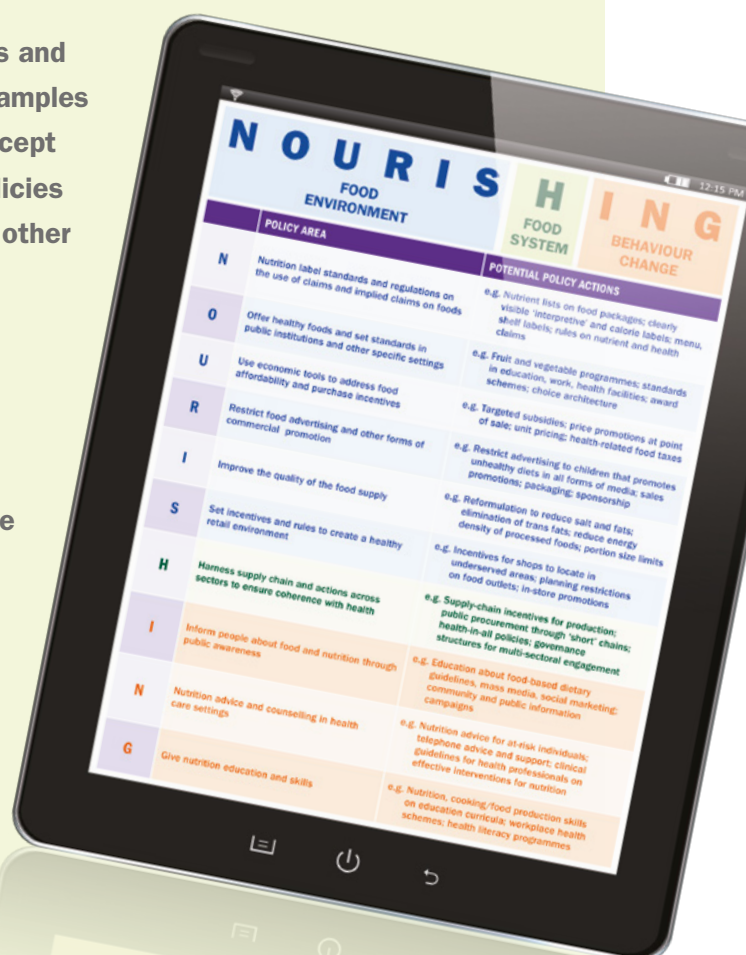 s and
amples
cept
licies
other
e
12:15 PM
N O U R I S H I N G
FOOD
ENVIRONMENT
FOOD
SYSTEM
BEHAVIOUR
CHANGE
POLICY AREA
POTENTIAL POLICY ACTIONS
N
Nutrition label standards and regulations on
the use of claims and implied claims on foods
e.g. Nutrient lists on food packages; clearly
visible 'interpretive' and calorie labels; menu,
shelf labels; rules on nutrient and health
claims
O
Offer healthy foods and set standards in
public institutions and other specific settings
e.g. Fruit and vegetable programmes; standards
in education, work, health facilities; award
schemes; choice architecture
U
Use economic tools to address food
affordability and purchase incentives
e.g. Targeted subsidies; price promotions at point
of sale; unit pricing; health-related food taxes
R
Restrict food advertising and other forms of
commercial promotion
e.g. Restrict advertising to children that promotes
unhealthy diets in all forms of media; sales
promotions; packaging; sponsorship
I
Improve the quality of the food supply
e.g. Reformulation to reduce salt and fats;
elimination of trans fats; reduce energy
density of processed foods; portion size limits
S
Set incentives and rules to create a healthy
retail environment
e.g. Incentives for shops to locate in
underserved areas; planning restrictions
on food outlets; in-store promotions
H
Harness supply chain and actions across
sectors to ensure coherence with health
e.g. Supply-chain incentives for production;
public procurement through 'short' chains;
health-in-all policies; governance
structures for multi-sectoral engagement
I
Inform people about food and nutrition through
public awareness
e.g. Education about food-based dietary
guidelines, mass media, social marketing;
community and public information
campaigns
N
Nutrition advice and counselling in health
care settings
e.g. Nutrition advice for at-risk individuals;
telephone advice and support; clinical
guidelines for health professionals on
effective interventions for nutrition
G
Give nutrition education and skills
e.g. Nutrition, cooking/food production skills
on education curricula; workplace health
schemes; health literacy programmes